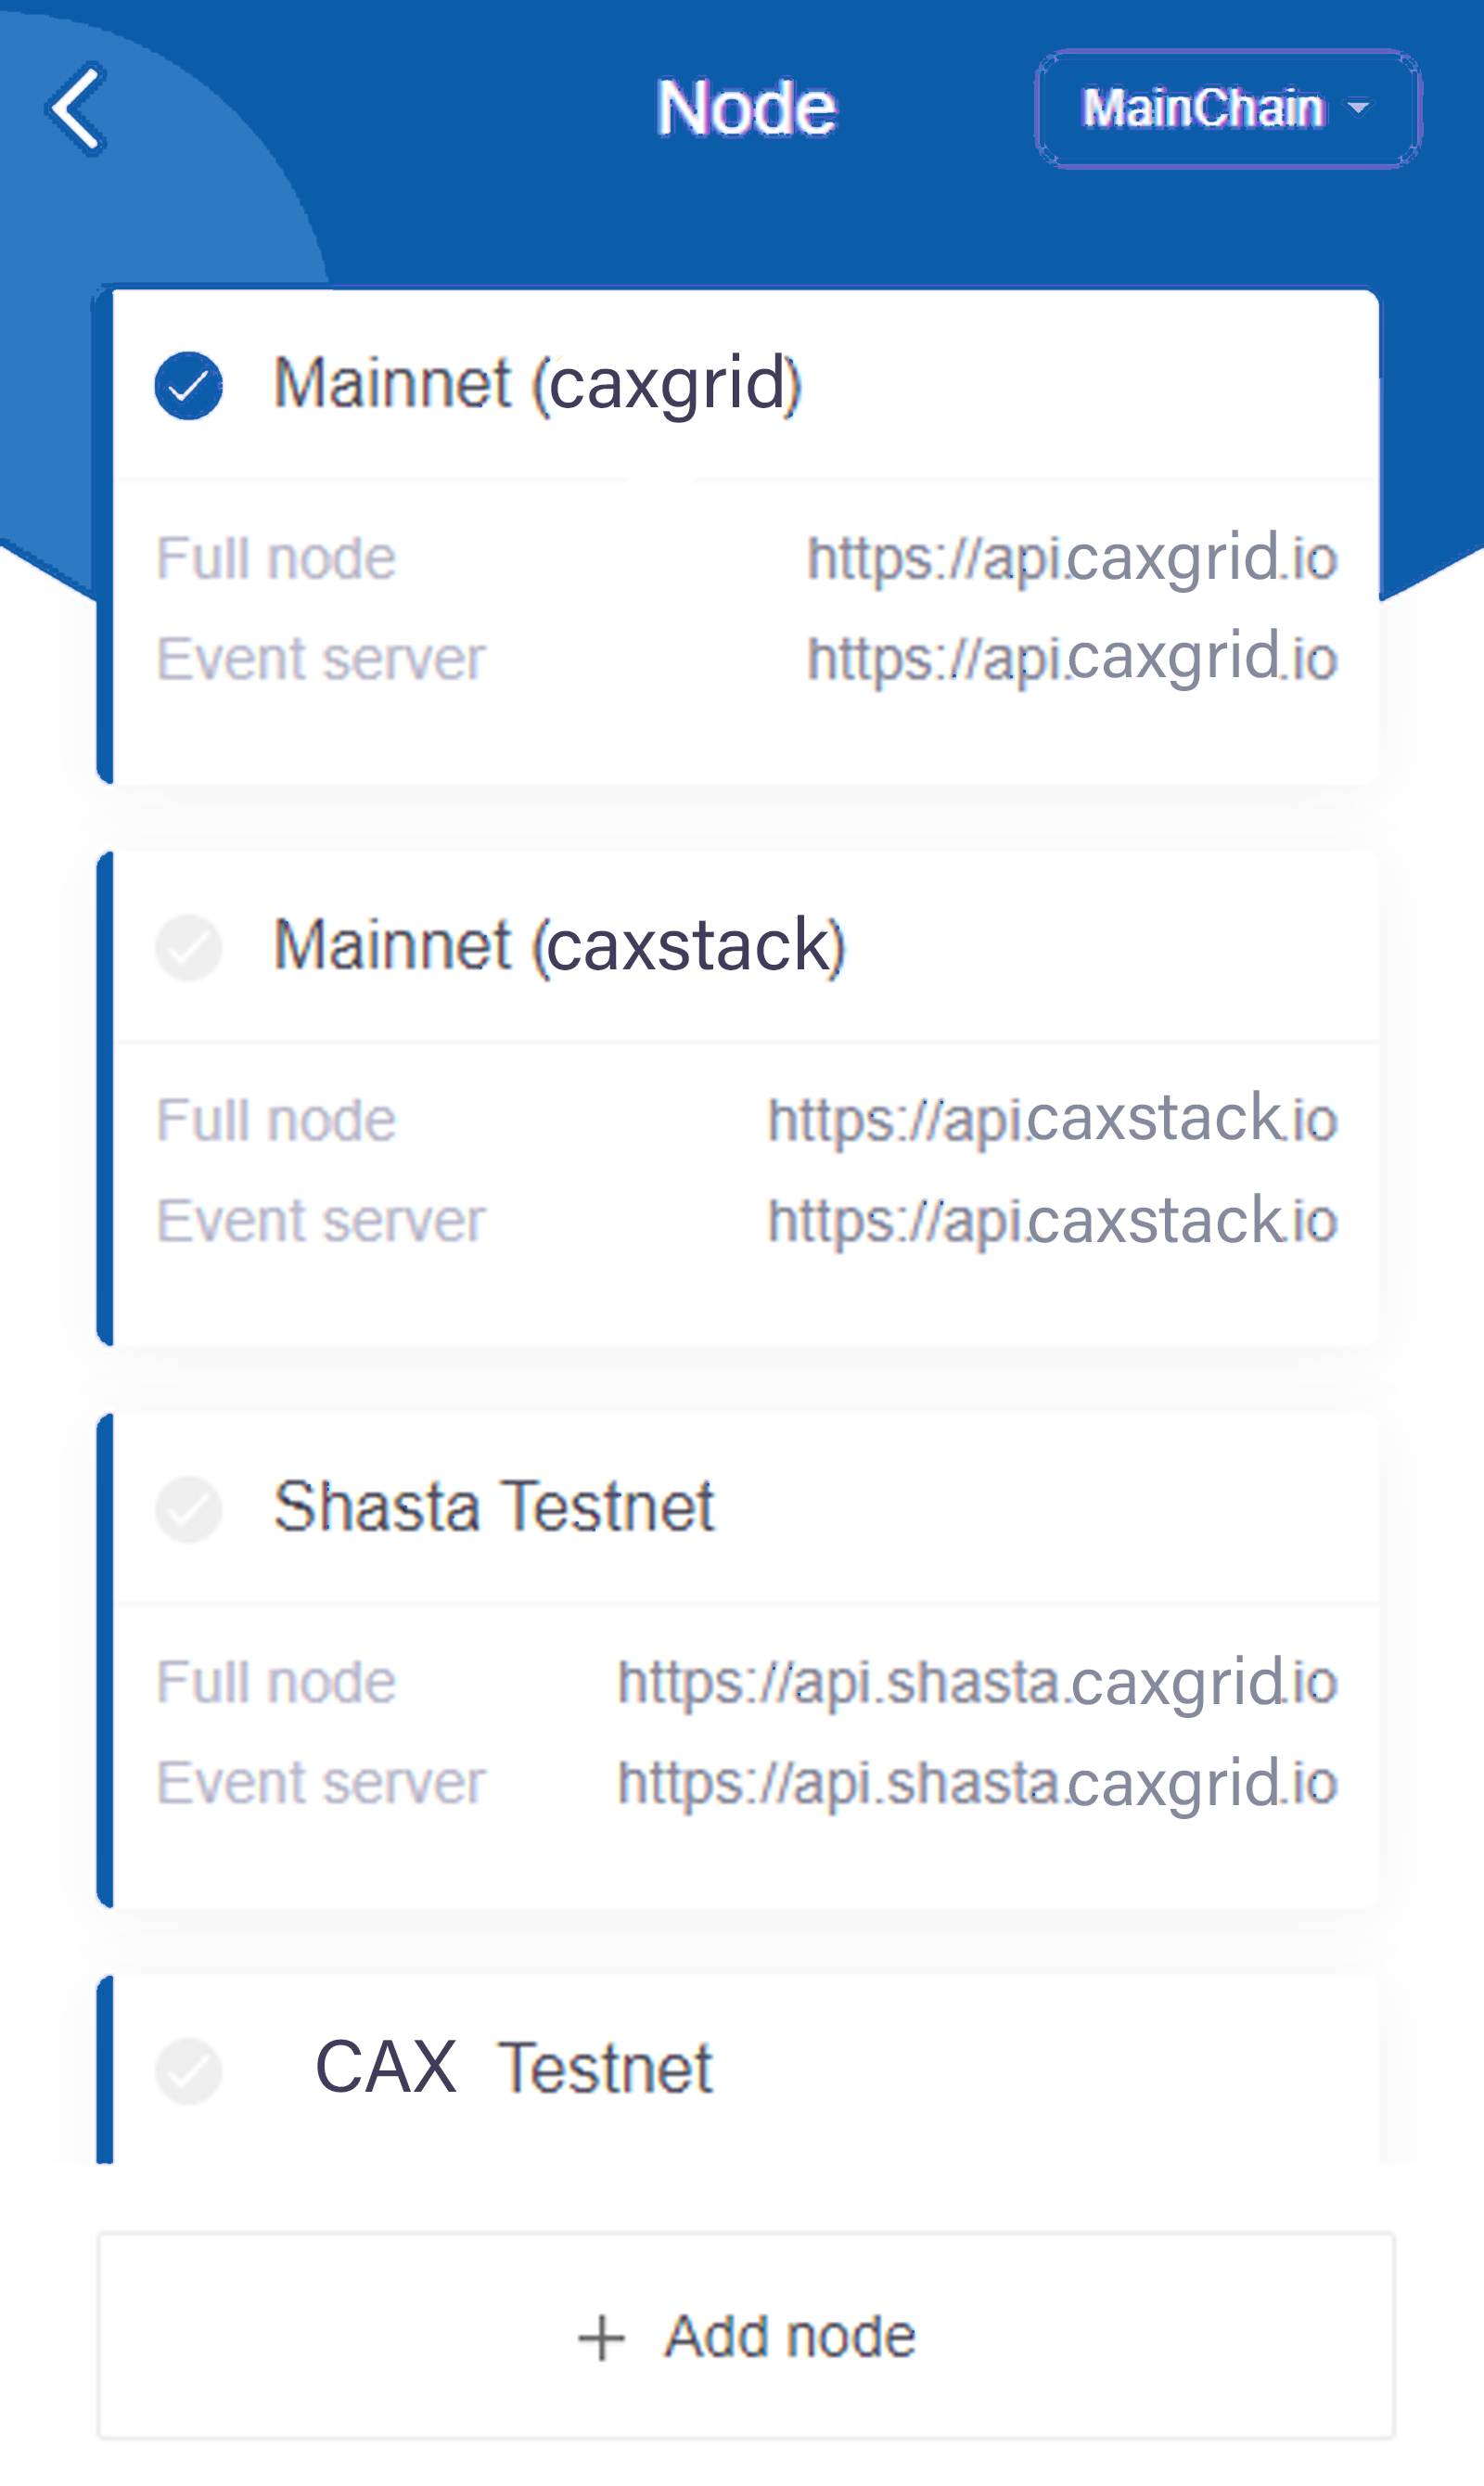 Node
MainChain
Mainnet (caxgrid)
Full node https://api.caxgrid.io
Event server https://api.caxgrid.io
Mainnet (caxstack)
Full node https://api.caxstack.io
Event server https://api.caxstack.io
Shasta Testnet
Full node https://api.shasta.caxgrid.io
Event server https://api.shasta.caxgrid.io
CAX Testnet
+ Add node